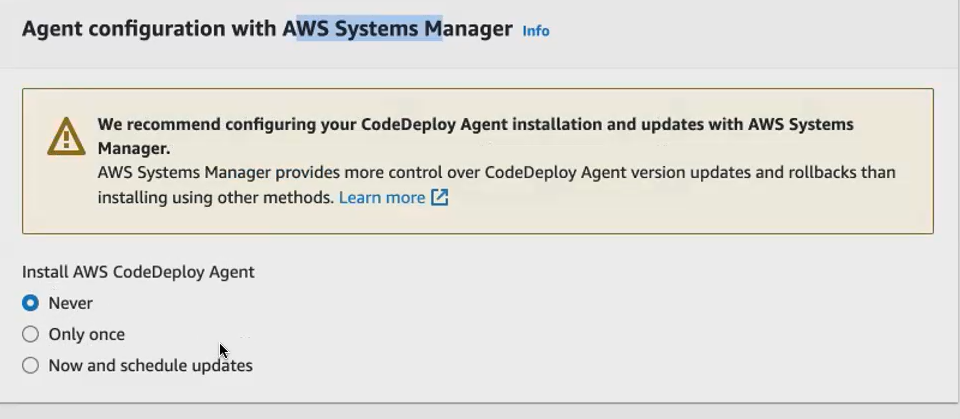 Agent configuration with AWS Systems Manager Info
We recommend configuring your CodeDeploy Agent installation and updates with AWS Systems
Manager.
AWS Systems Manager provides more control over CodeDeploy Agent version updates and rollbacks than
installing using other methods. Learn more
Install AWS CodeDeploy Agent
Never
Only once
Now and schedule updates